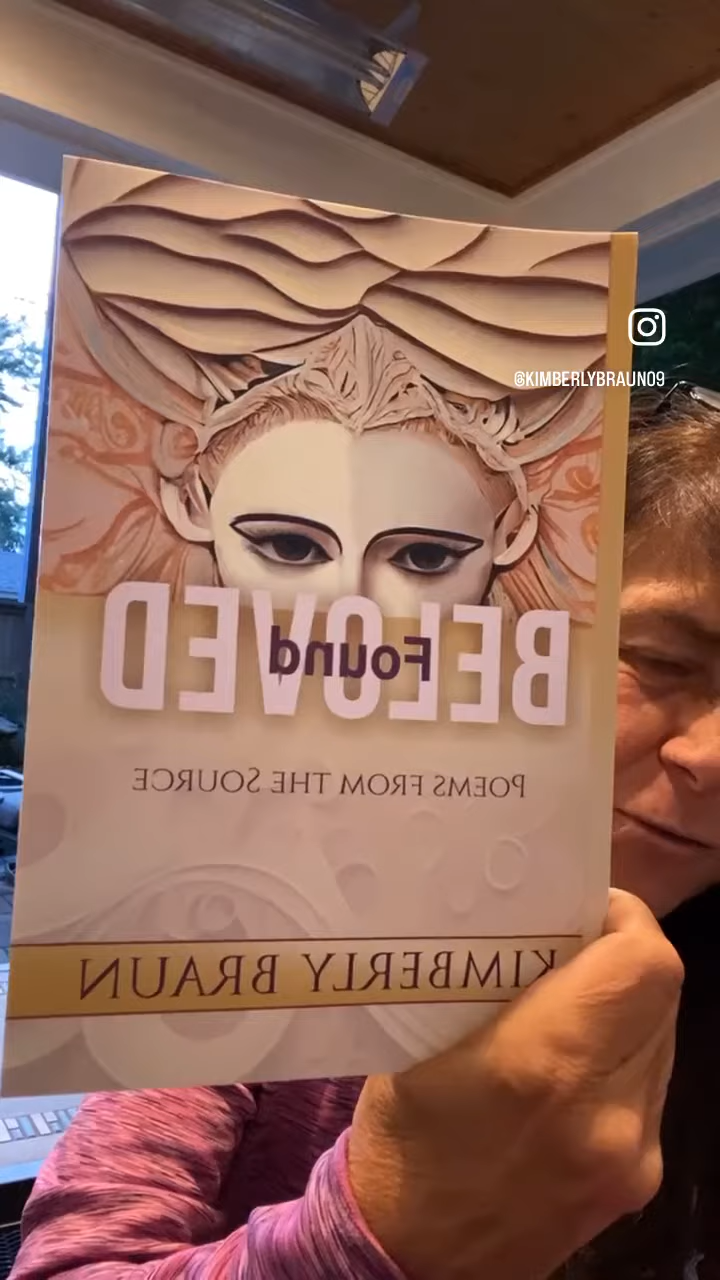 @KIMBERLYBRAUN09
BELOVED
Found
POEMS FROM THE SOURCE
KIMBERLY BRAUN